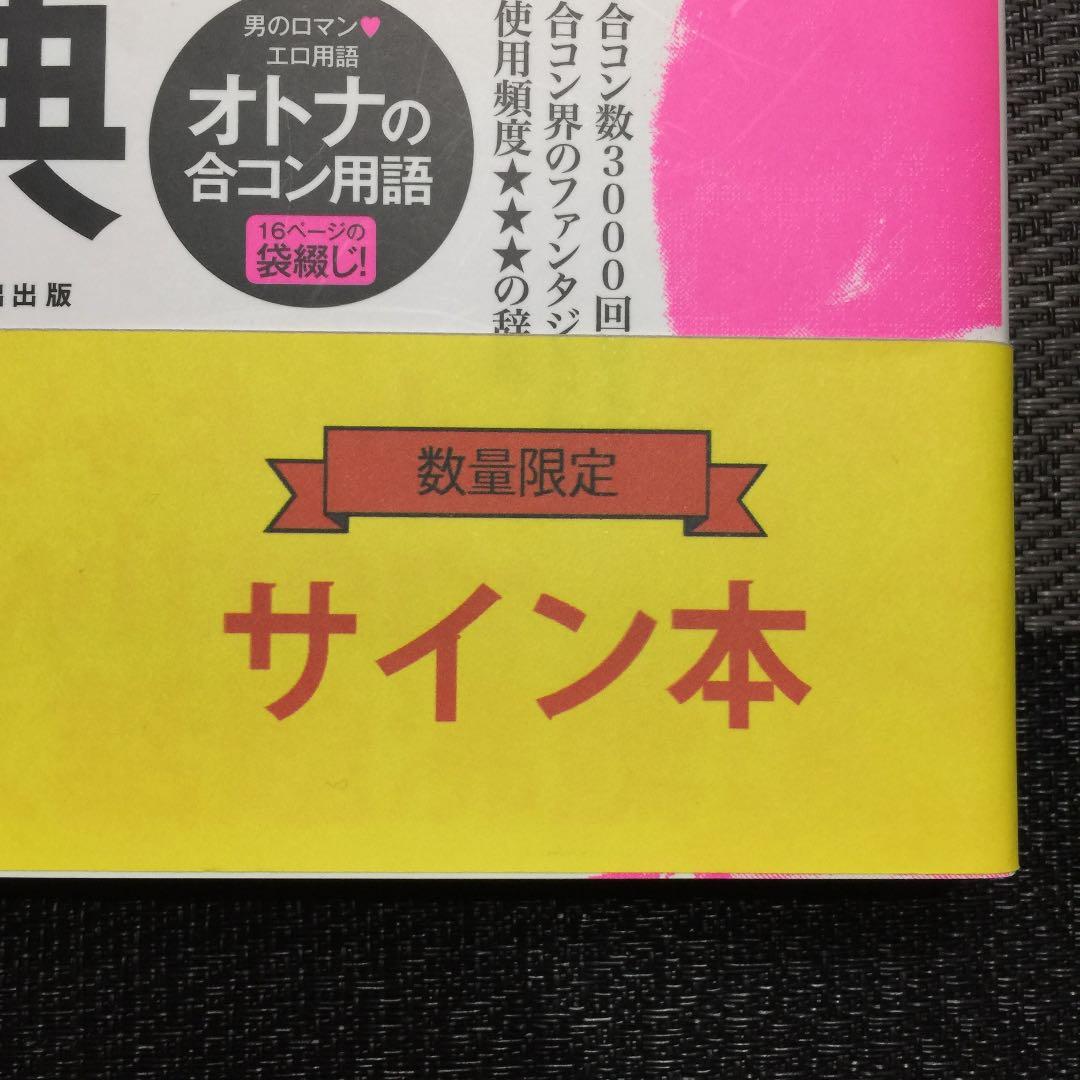 合コン数3000回
合コン界のファンタジ
使用頻度★★★の辞
男のロマン♥
エロ用語
オトナの
合コン用語
16ページの
袋綴じ!
典
出版
数量限定
サイン本